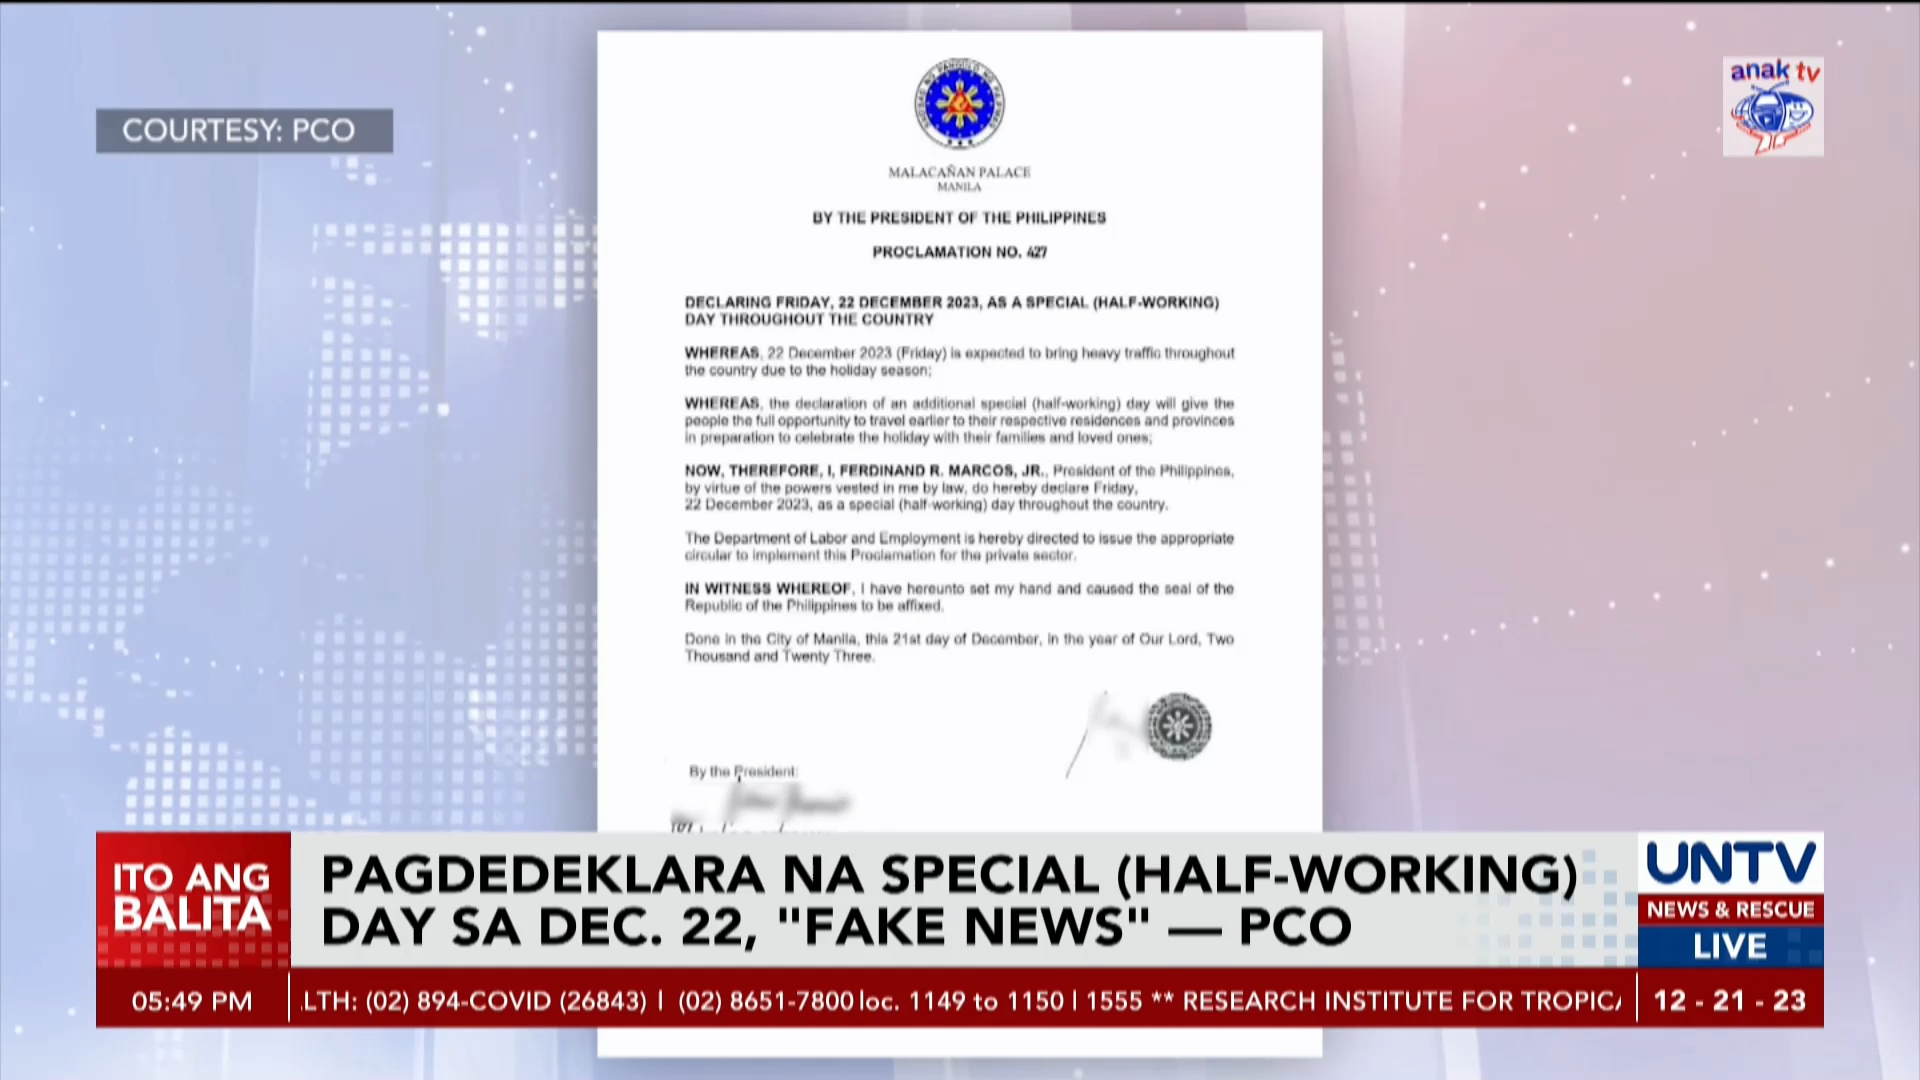 COURTESY: PCO
anak tv
MALACAÑAN PALACE
MANILA
BY THE PRESIDENT OF THE PHILIPPINES
PROCLAMATION NO. 427
DECLARING FRIDAY, 22 DECEMBER 2023, AS A SPECIAL (HALF-WORKING)
DAY THROUGHOUT THE COUNTRY
WHEREAS, 22 December 2023 (Friday) is expected to bring heavy traffic throughout
the country due to the holiday season;
WHEREAS, the declaration of an additional special (half-working) day will give the
people the full opportunity to travel earlier to their respective residences and provinces
in preparation to celebrate the holiday with their families and loved ones;
NOW, THEREFORE, I, FERDINAND R. MARCOS, JR., President of the Philippines,
by virtue of the powers vested in me by law, do hereby declare Friday,
22 December 2023, as a special (half-working) day throughout the country.
The Department of Labor and Employment is hereby directed to issue the appropriate
circular to implement this Proclamation for the private sector.
IN WITNESS WHEREOF, I have hereunto set my hand and caused the seal of the
Republic of the Philippines to be affixed.
Done in the City of Manila, this 21st day of December, in the year of Our Lord, Two
Thousand and Twenty Three.
By the President:
ITO ANG
BALITA
PAGDEDEKLARA NA SPECIAL (HALF-WORKING)
DAY SA DEC. 22, "FAKE NEWS" — PCO
UNTV
NEWS & RESCUE
LIVE
05:49 PM
LTH: (02) 894-COVID (26843) | (02) 8651-7800 loc. 1149 to 1150 | 1555 ** RESEARCH INSTITUTE FOR TROPICA
12 - 21 - 23